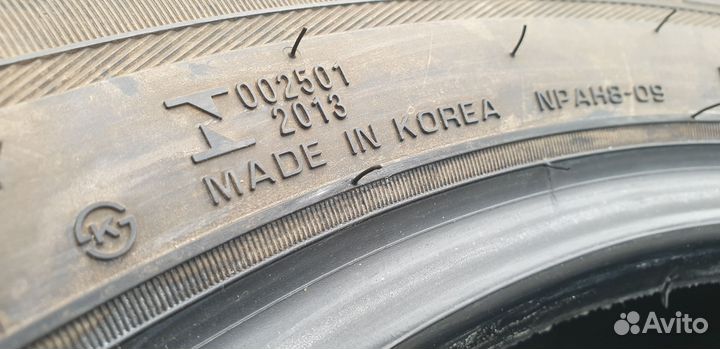 002501
2013
MADE IN KOREA NPAH8-09
K
Avito